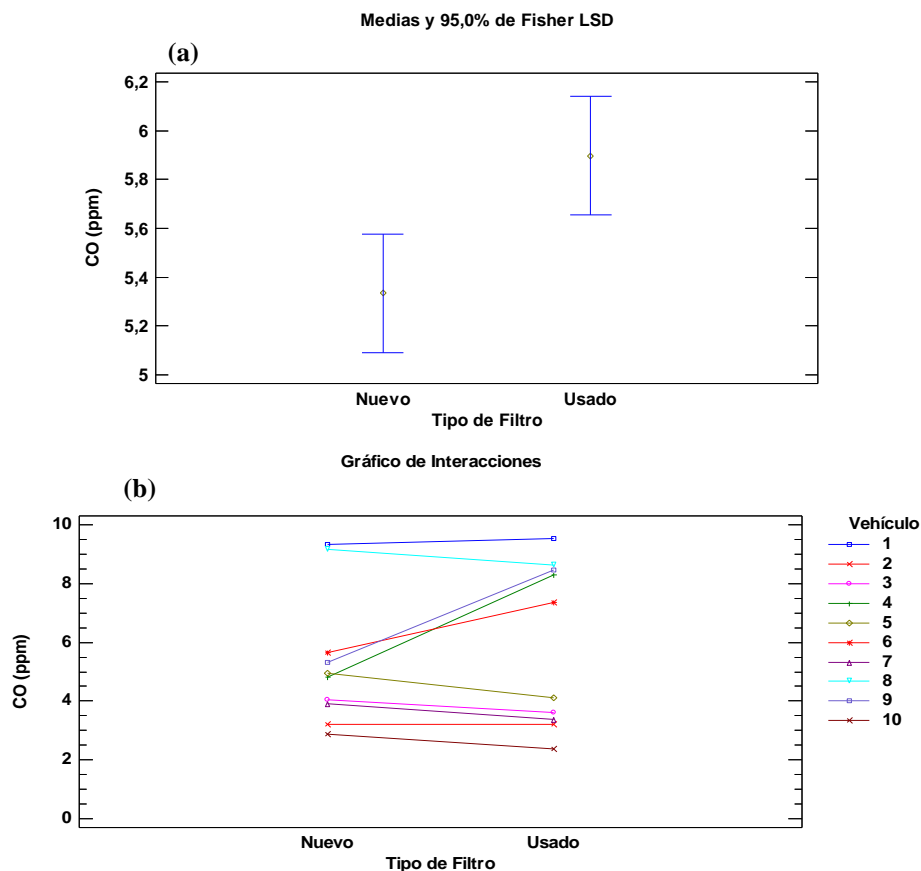 Medias y 95,0% de Fisher LSD
(a)
6,2
6
5,8
5,6
5,4
5,2
5
CO (ppm)
Nuevo
Usado
Tipo de Filtro
Gráfico de Interacciones
(b)
10
8
6
4
2
0
CO (ppm)
Nuevo
Usado
Tipo de Filtro
Vehículo
1
2
3
4
5
6
7
8
9
10